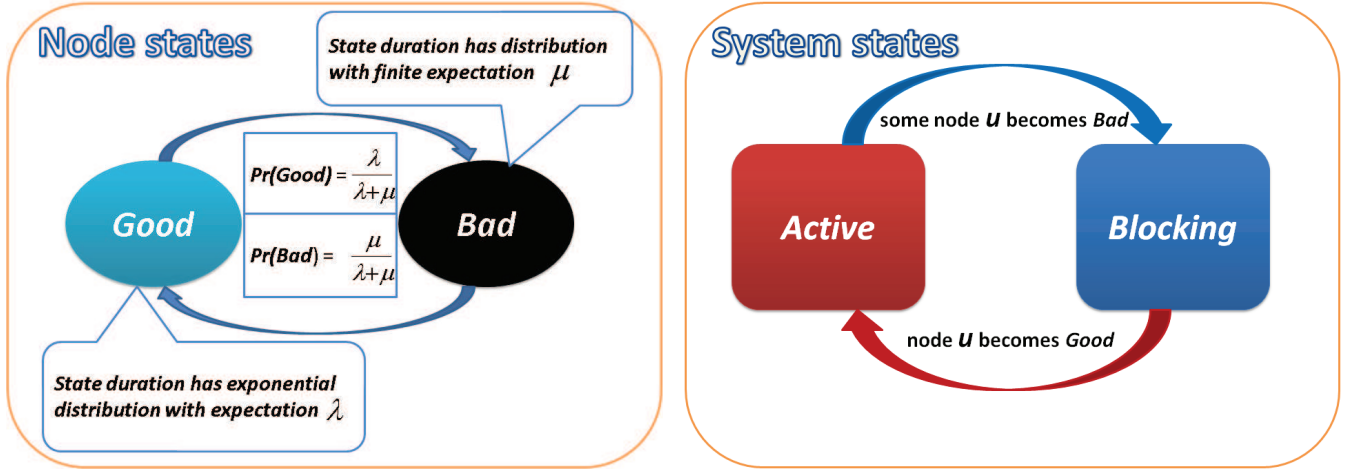 Node states
State duration has distribution
with finite expectation μ
Pr(Good) = λ / λ+μ
Good
Bad
Pr(Bad) = μ / λ+μ
State duration has exponential
distribution with expectation λ
System states
some node u becomes Bad
Active
Blocking
node u becomes Good